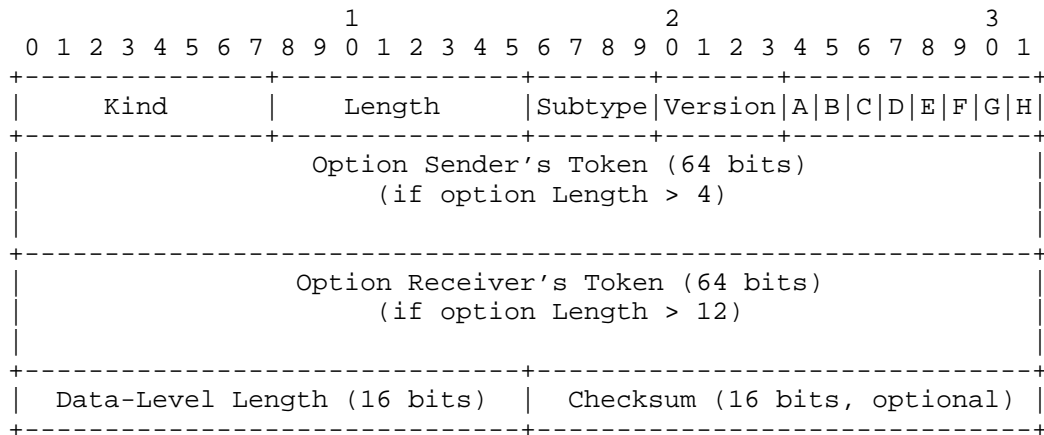 1                   2                   3
 0 1 2 3 4 5 6 7 8 9 0 1 2 3 4 5 6 7 8 9 0 1 2 3 4 5 6 7 8 9 0 1
+---------------+---------------+-------+-------+---------------+
|     Kind      |    Length     |Subtype|Version|A|B|C|D|E|F|G|H|
+---------------+---------------+-------+-------+---------------+
|                  Option Sender’s Token (64 bits)              |
|                      (if option Length > 4)                   |
|                                                               |
+---------------------------------------------------------------+
|                 Option Receiver’s Token (64 bits)             |
|                      (if option Length > 12)                  |
|                                                               |
+-------------------------------+-------------------------------+
|  Data-Level Length (16 bits)  |  Checksum (16 bits, optional) |
+-------------------------------+-------------------------------+